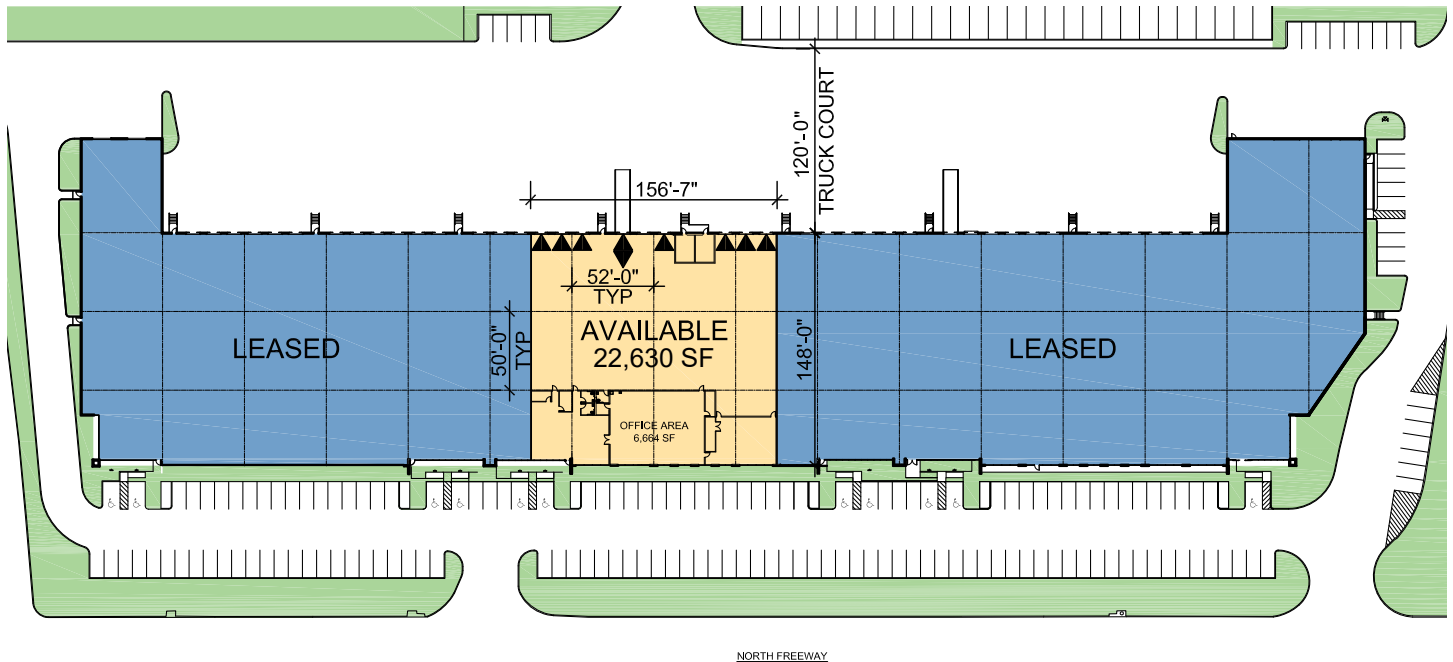 120'-0"
TRUCK COURT
156'-7"
52'-0"
TYP
50'-0"
TYP
LEASED
AVAILABLE
22,630 SF
148'-0"
LEASED
OFFICE AREA
6,664 SF
NORTH FREEWAY